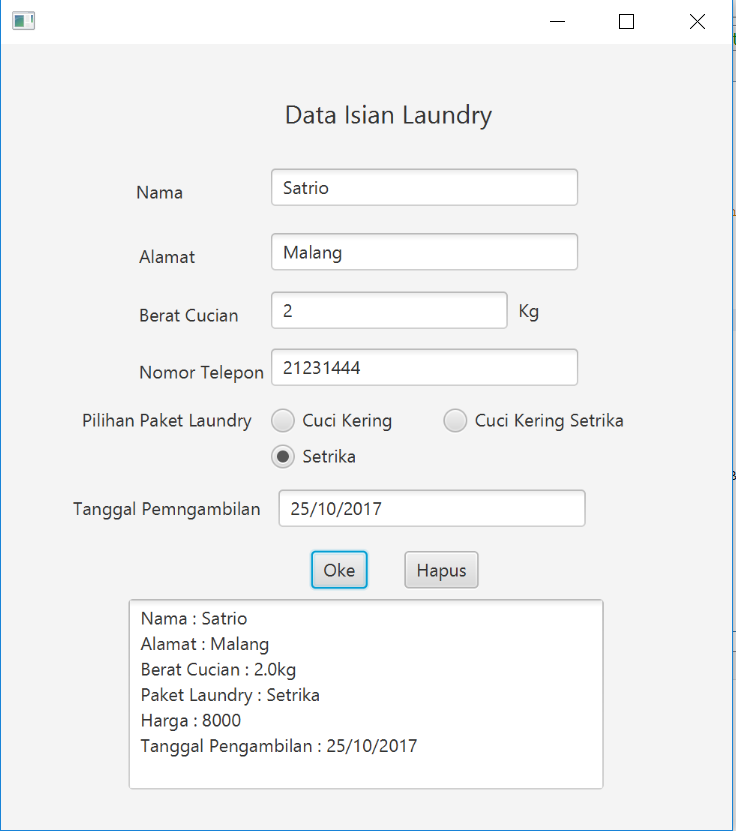 Data Isian Laundry
Nama Satrio
Alamat Malang
Berat Cucian 2 Kg
Nomor Telepon 21231444
Pilihan Paket Laundry Cuci Kering Cuci Kering Setrika
Setrika
Tanggal Pemngambilan 25/10/2017
Oke Hapus
Nama : Satrio
Alamat : Malang
Berat Cucian : 2.0kg
Paket Laundry : Setrika
Harga : 8000
Tanggal Pengambilan : 25/10/2017